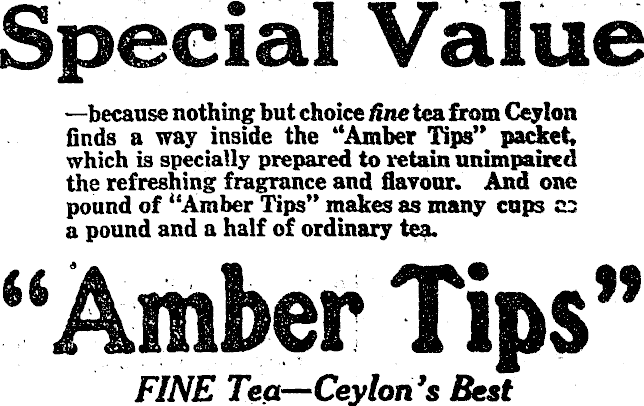 Special Value
—because nothing but choice fine tea from Ceylon
finds a way inside the "Amber Tips" packet,
which is specially prepared to retain unimpaired
the refreshing fragrance and flavour. And one
pound of "Amber Tips" makes as many cups as
a pound and a half of ordinary tea.
"Amber Tips"
FINE Tea—Ceylon's Best